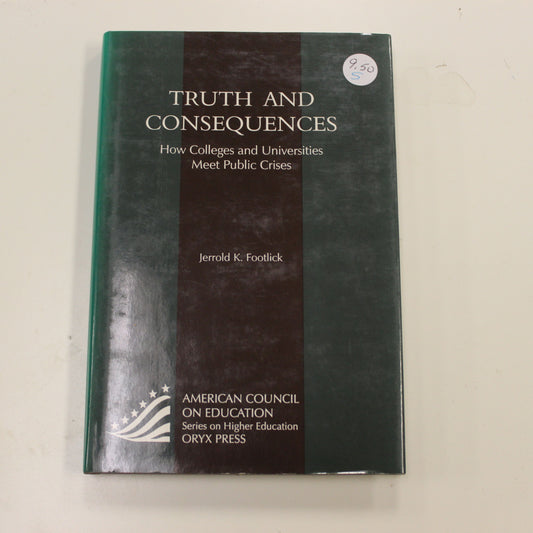 9.50
5
TRUTH AND
CONSEQUENCES
How Colleges and Universities
Meet Public Crises
Jerrold K. Footlick
AMERICAN COUNCIL
ON EDUCATION
Series on Higher Education
ORYX PRESS